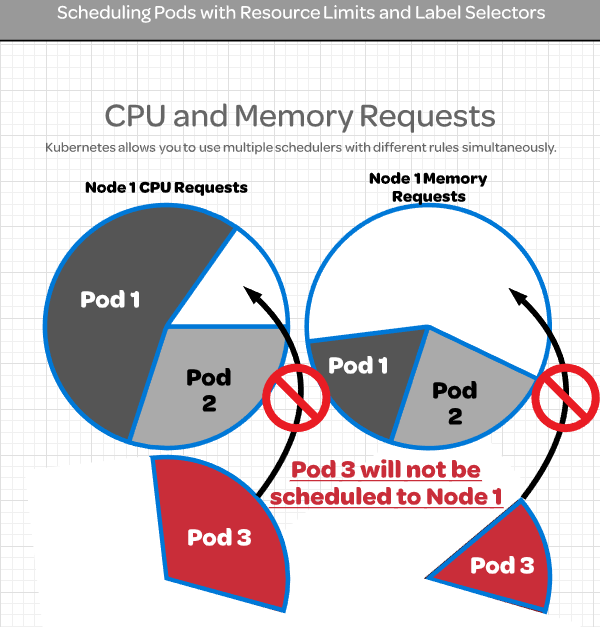 Scheduling Pods with Resource Limits and Label Selectors
CPU and Memory Requests
Kubernetes allows you to use multiple schedulers with different rules simultaneously.
Node 1 CPU Requests
Node 1 Memory
Requests
Pod 1
Pod
2
Pod 1
Pod
2
Pod 3 will not be
scheduled to Node 1
Pod 3
Pod 3